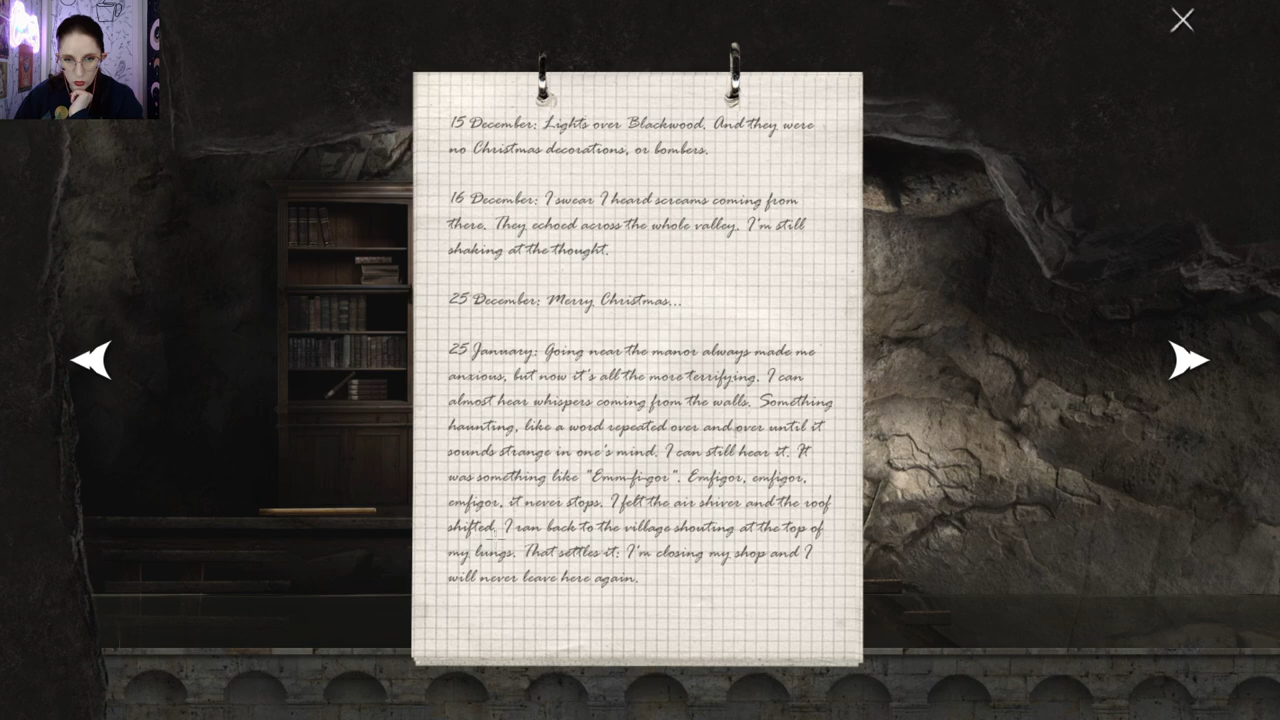 15 December: Lights over Blackwood. And they were
no Christmas decorations, or bombers.
16 December: I swear I heard screams coming from
there. They echoed across the whole valley. I'm still
shaking at the thought.
25 December: Merry Christmas...
25 January: Going near the manor always made me
anxious, but now it's all the more terrifying. I can
almost hear whispers coming from the walls. Something
haunting, like a word repeated over and over until it
sounds strange in one's mind. I can still hear it. It
was something like "Emm-fi-gor". Emfigor, emfigor,
emfigor, it never stops. I felt the air shiver and the roof
shifted. I ran back to the village shouting at the top of
my lungs. That settles it: I'm closing my shop and I
will never leave here again.